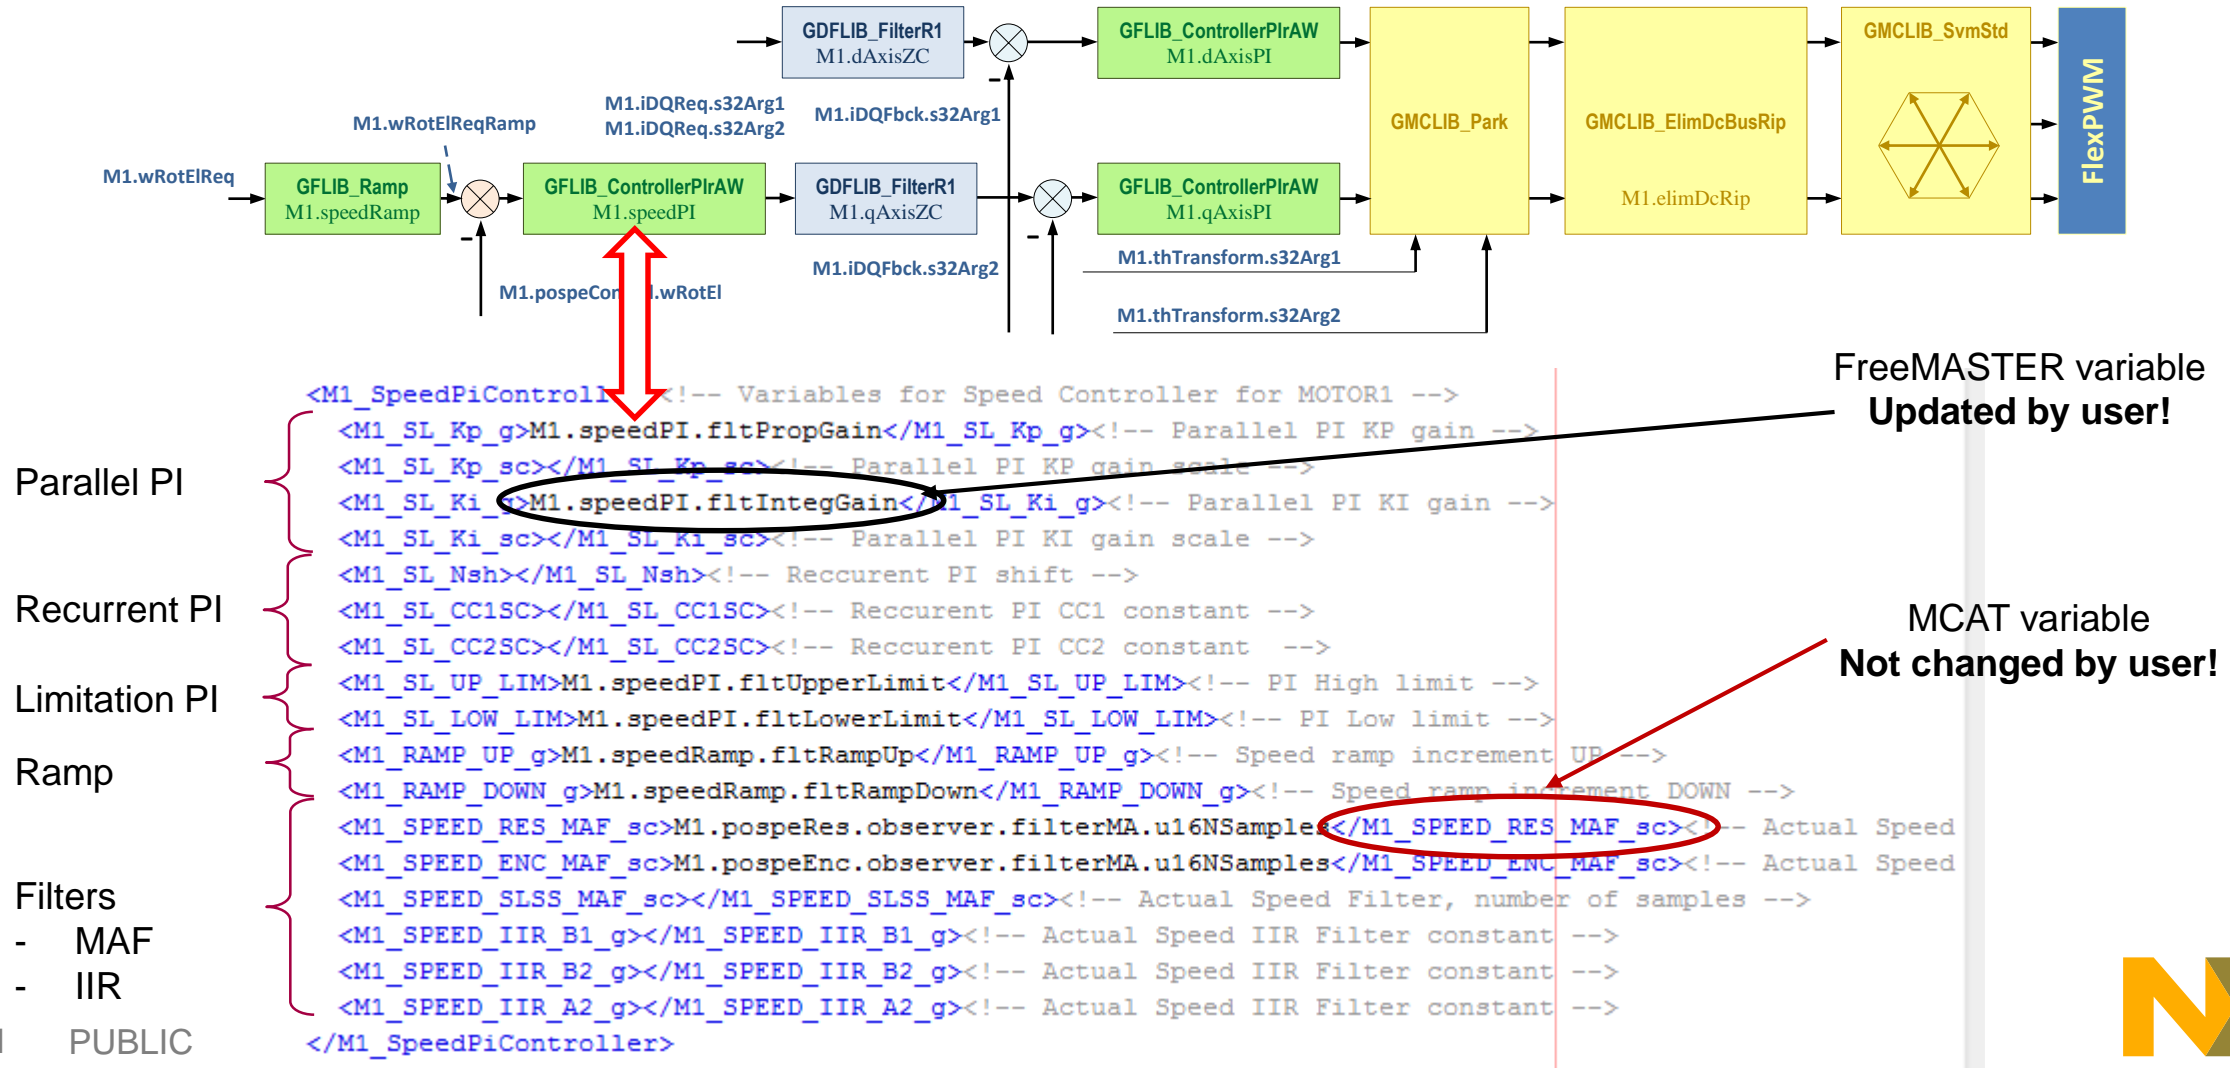 GDFLIB_FilterR1
M1.dAxisZC
GFLIB_ControllerPIrAW
M1.dAxisPI
GMCLIB_SvmStd
M1.iDQReq.s32Arg1
M1.iDQReq.s32Arg2
M1.iDQFbck.s32Arg1
-
M1.wRotElReqRamp
GMCLIB_Park
GMCLIB_ElimDcBusRip
FlexPWM
M1.wRotElReq
GFLIB_Ramp
M1.speedRamp
GFLIB_ControllerPIrAW
M1.speedPI
GDFLIB_FilterR1
M1.qAxisZC
GFLIB_ControllerPIrAW
M1.qAxisPI
M1.elimDcRip
-
-
M1.iDQFbck.s32Arg2
M1.thTransform.s32Arg1
M1.wRotEl
M1.thTransform.s32Arg2
FreeMASTER variable
Updated by user!
<M1_SpeedPiControll <!-- Variables for Speed Controller for MOTOR1 -->
<M1_SL_Kp_g>M1.speedPI.fltPropGain</M1_SL_Kp_g><!-- Parallel PI KP gain -->
<M1_SL_Kp_sc></M1_SL_Kp_sc><!-- Parallel PI KP gain scale -->
Parallel PI
<M1_SL_Ki_g>M1.speedPI.fltIntegGain</M1_SL_Ki_g><!-- Parallel PI KI gain -->
<M1_SL_Ki_sc></M1_SL_Ki_sc><!-- Parallel PI KI gain scale -->
<M1_SL_Nsh></M1_SL_Nsh><!-- Reccurent PI shift -->
Recurrent PI
<M1_SL_CC1SC></M1_SL_CC1SC><!-- Reccurent PI CC1 constant -->
<M1_SL_CC2SC></M1_SL_CC2SC><!-- Reccurent PI CC2 constant  -->
MCAT variable
Not changed by user!
Limitation PI
<M1_SL_UP_LIM>M1.speedPI.fltUpperLimit</M1_SL_UP_LIM><!-- PI High limit -->
<M1_SL_LOW_LIM>M1.speedPI.fltLowerLimit</M1_SL_LOW_LIM><!-- PI Low limit -->
Ramp
<M1_RAMP_UP_g>M1.speedRamp.fltRampUp</M1_RAMP_UP_g><!-- Speed ramp increment UP -->
<M1_RAMP_DOWN_g>M1.speedRamp.fltRampDown</M1_RAMP_DOWN_g><!-- Speed ramp increment DOWN -->
<M1_SPEED_RES_MAF_sc>M1.pospeRes.observer.filterMA.u16NSamples</M1_SPEED_RES_MAF_sc><!-- Actual Speed
<M1_SPEED_ENC_MAF_sc>M1.pospeEnc.observer.filterMA.u16NSamples</M1_SPEED_ENC_MAF_sc><!-- Actual Speed
Filters
- MAF
- IIR
<M1_SPEED_SLSS_MAF_sc></M1_SPEED_SLSS_MAF_sc><!-- Actual Speed Filter, number of samples -->
<M1_SPEED_IIR_B1_g></M1_SPEED_IIR_B1_g><!-- Actual Speed IIR Filter constant -->
<M1_SPEED_IIR_B2_g></M1_SPEED_IIR_B2_g><!-- Actual Speed IIR Filter constant -->
<M1_SPEED_IIR_A2_g></M1_SPEED_IIR_A2_g><!-- Actual Speed IIR Filter constant -->
</M1_SpeedPiController>
PUBLIC